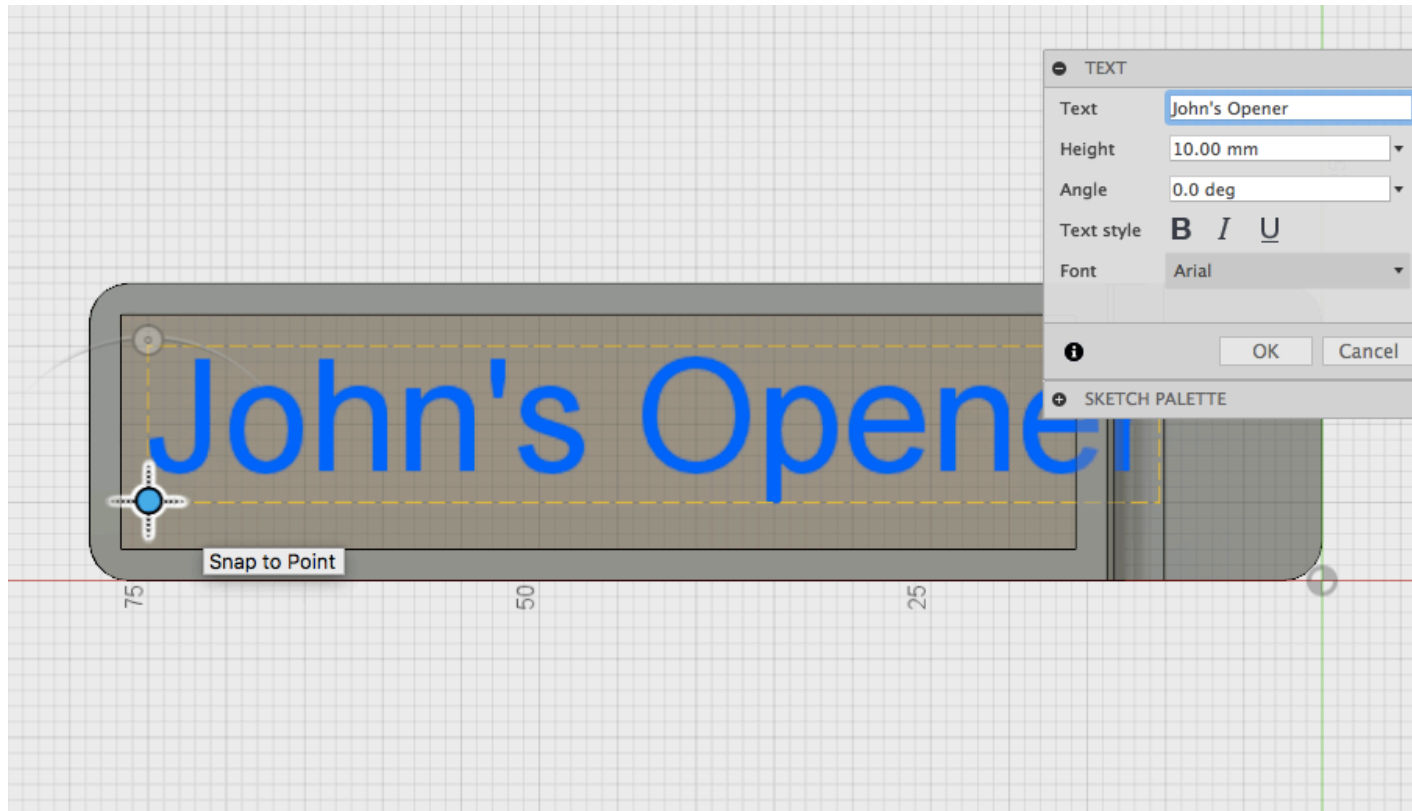 TEXT
Text John's Opener
Height 10.00 mm
Angle 0.0 deg
Text style B I U
Font Arial
OK Cancel
SKETCH PALETTE
John's Opener
Snap to Point
75 50 25